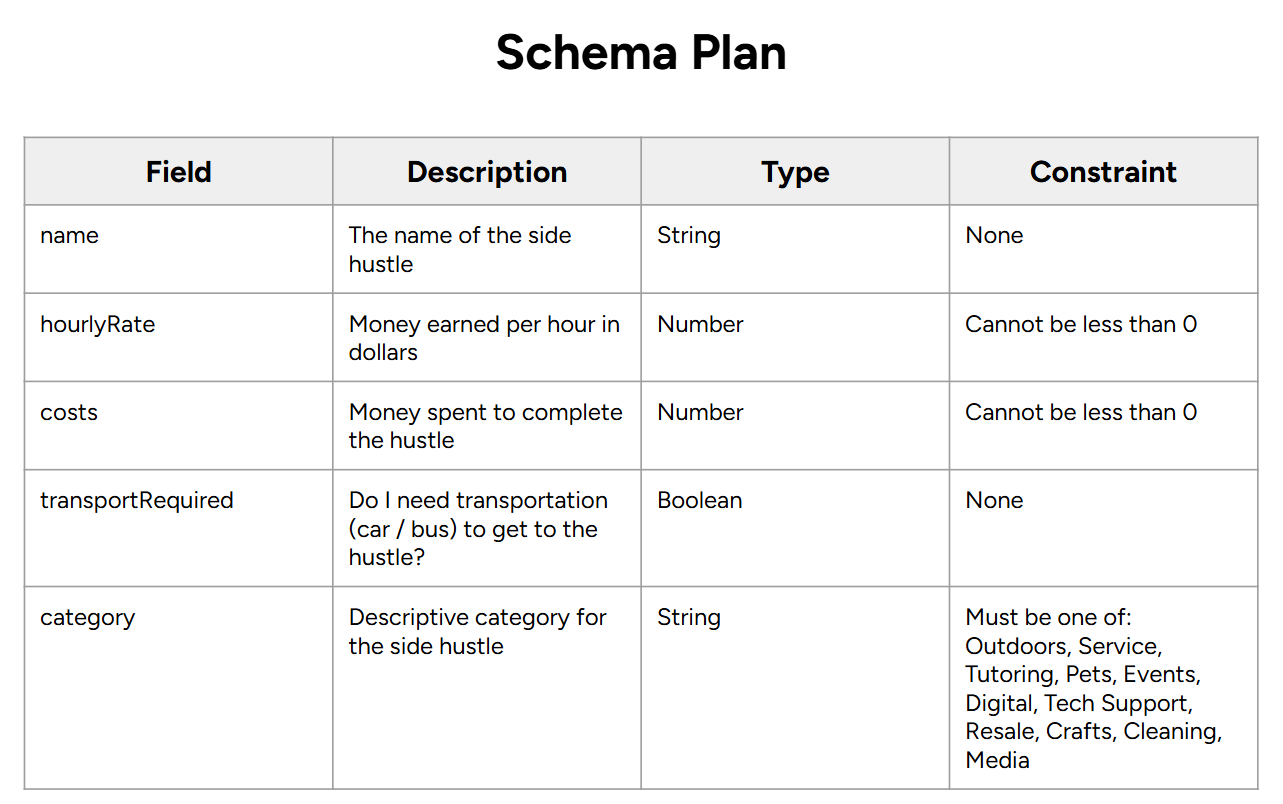 Schema Plan
Field
Description
Type
Constraint
name
The name of the side
hustle
String
None
hourlyRate
Money earned per hour in
dollars
Number
Cannot be less than 0
costs
Money spent to complete
the hustle
Number
Cannot be less than 0
transportRequired
Do I need transportation
(car / bus) to get to the
hustle?
Boolean
None
category
Descriptive category for
the side hustle
String
Must be one of:
Outdoors, Service,
Tutoring, Pets, Events,
Digital, Tech Support,
Resale, Crafts, Cleaning,
Media